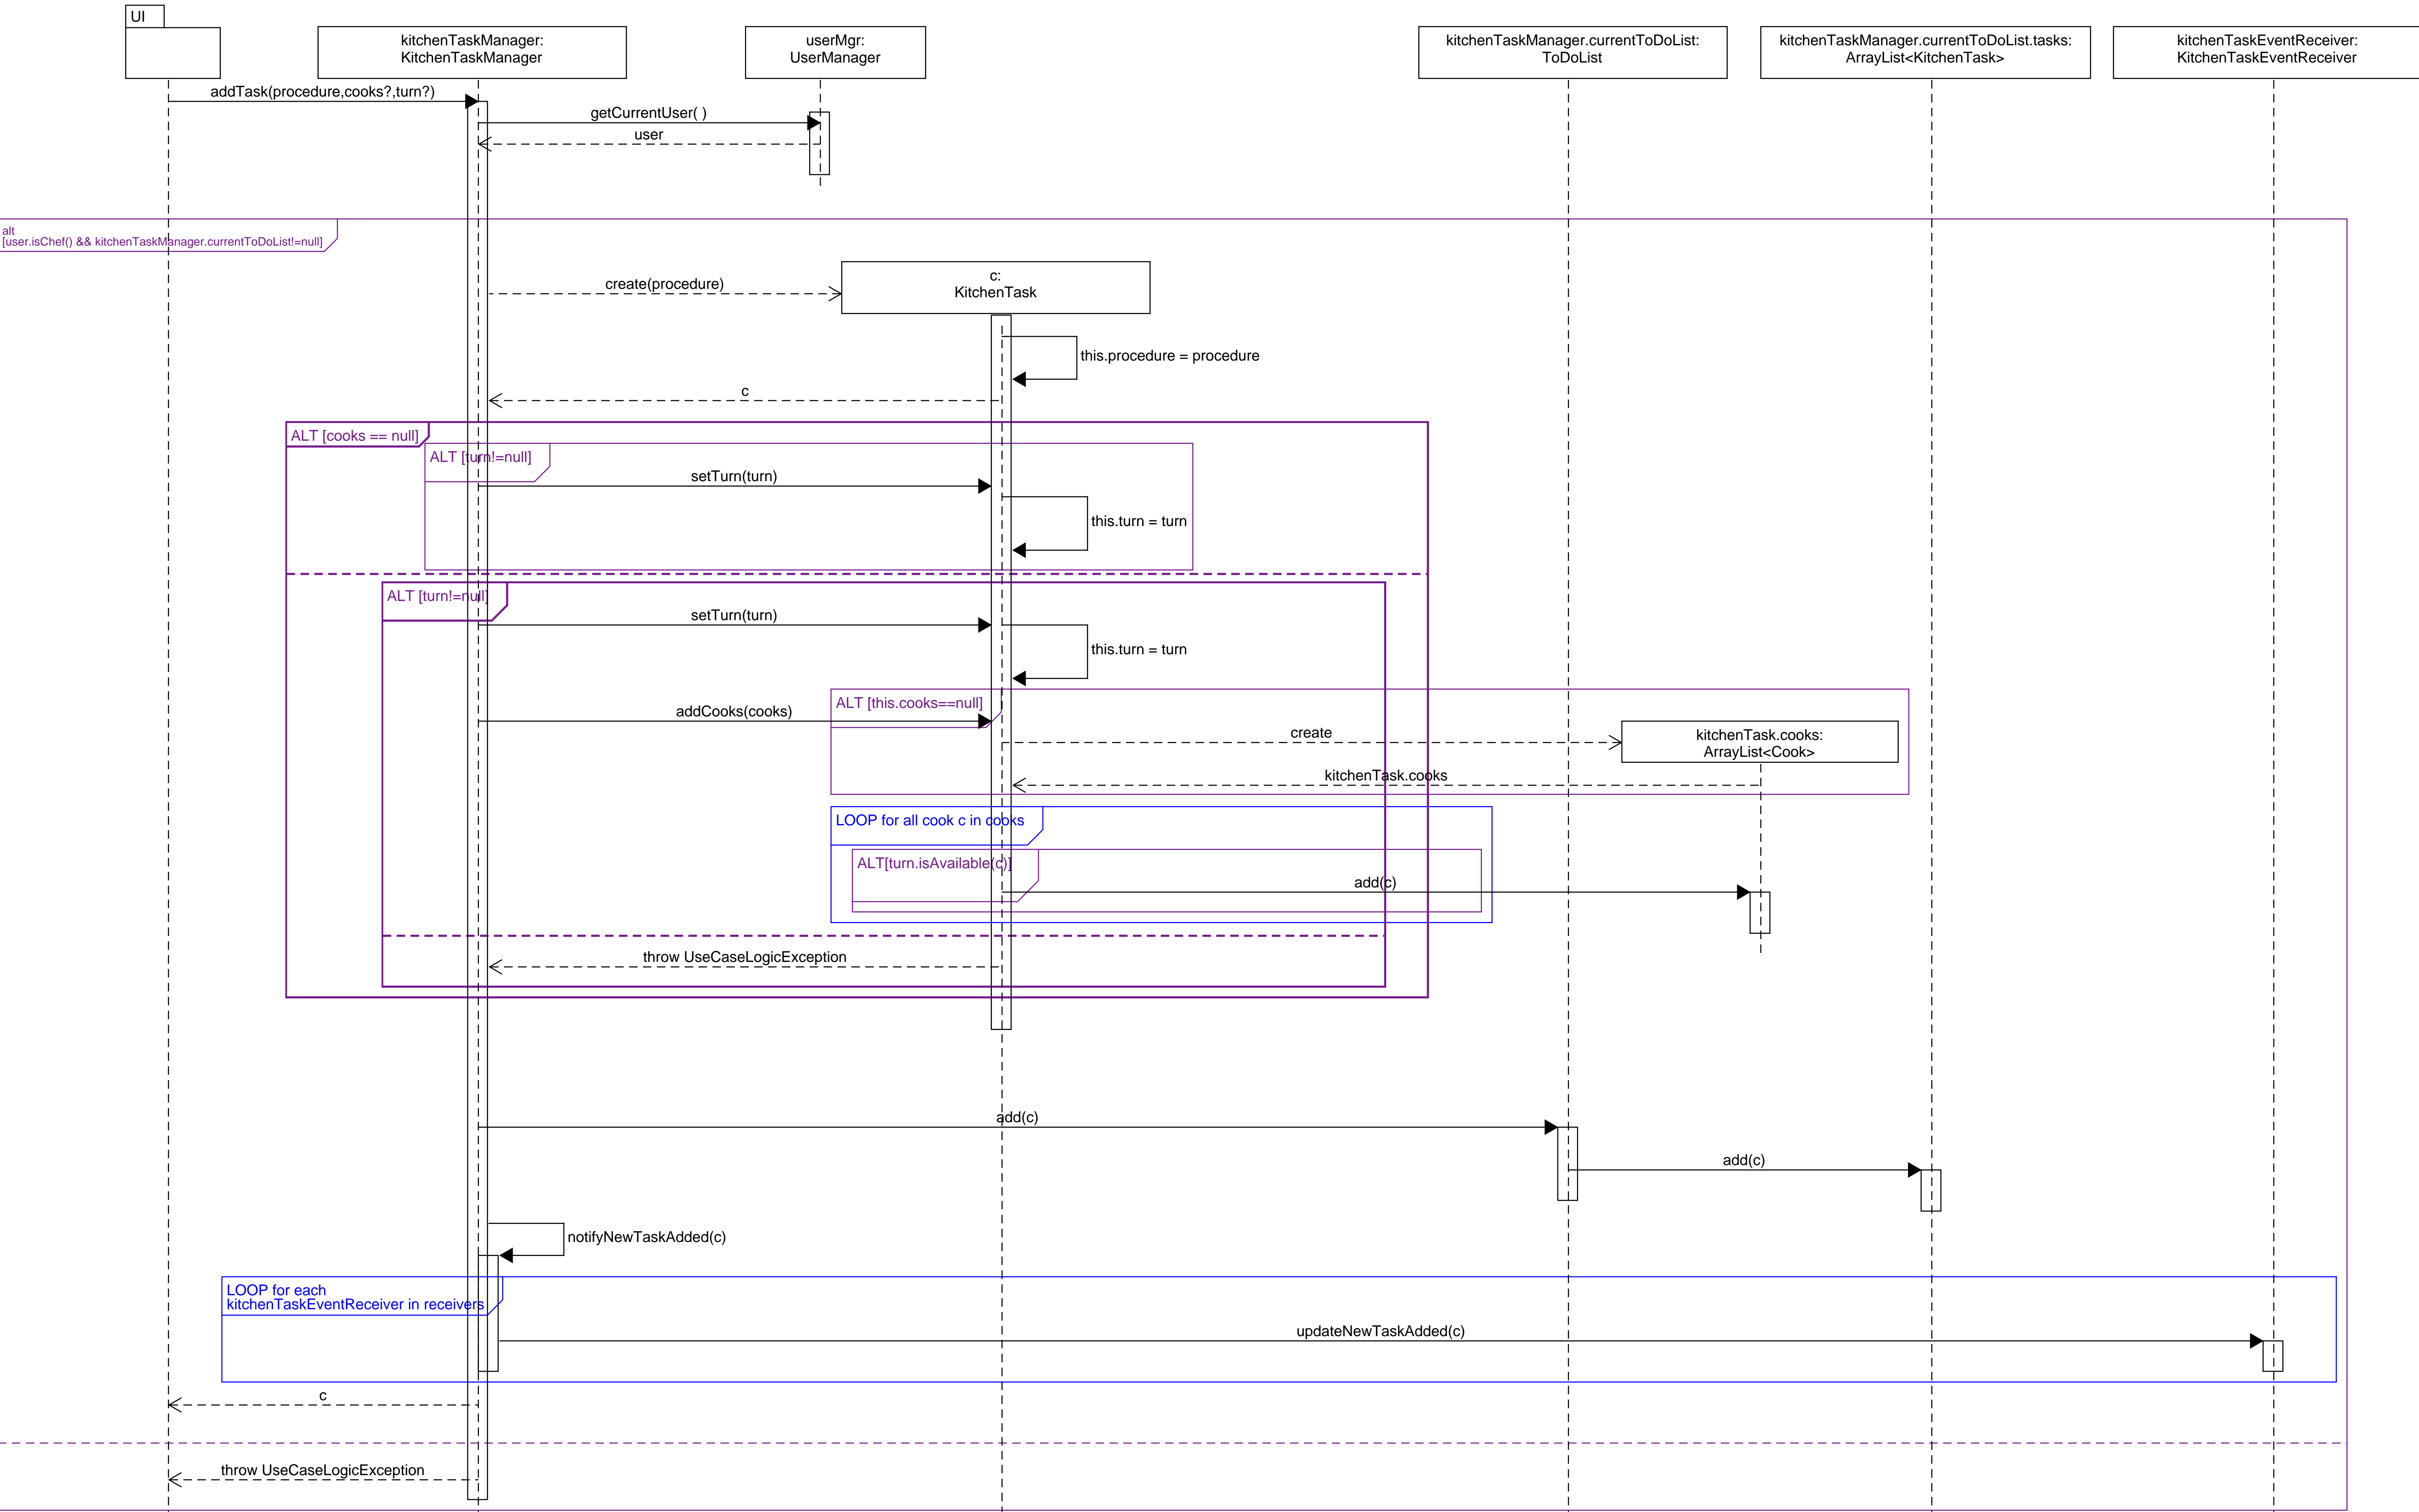 UI
kitchenTaskManager:
KitchenTaskManager
userMgr:
UserManager
kitchenTaskManager.currentToDoList:
ToDoList
kitchenTaskManager.currentToDoList.tasks:
ArrayList<KitchenTask>
kitchenTaskEventReceiver:
KitchenTaskEventReceiver
addTask(procedure,cooks?,turn?)
getCurrentUser( )
user
alt
[user.isChef() && kitchenTaskManager.currentToDoList!=null]
create(procedure)
c:
KitchenTask
this.procedure = procedure
c
ALT [cooks == null]
ALT [turn!=null]
setTurn(turn)
this.turn = turn
ALT [turn!=null]
setTurn(turn)
this.turn = turn
ALT [this.cooks==null]
addCooks(cooks)
create
kitchenTask.cooks:
ArrayList<Cook>
kitchenTask.cooks
LOOP for all cook c in cooks
ALT[turn.isAvailable(c)]
add(c)
throw UseCaseLogicException
add(c)
add(c)
notifyNewTaskAdded(c)
LOOP for each
kitchenTaskEventReceiver in receivers
updateNewTaskAdded(c)
c
throw UseCaseLogicException